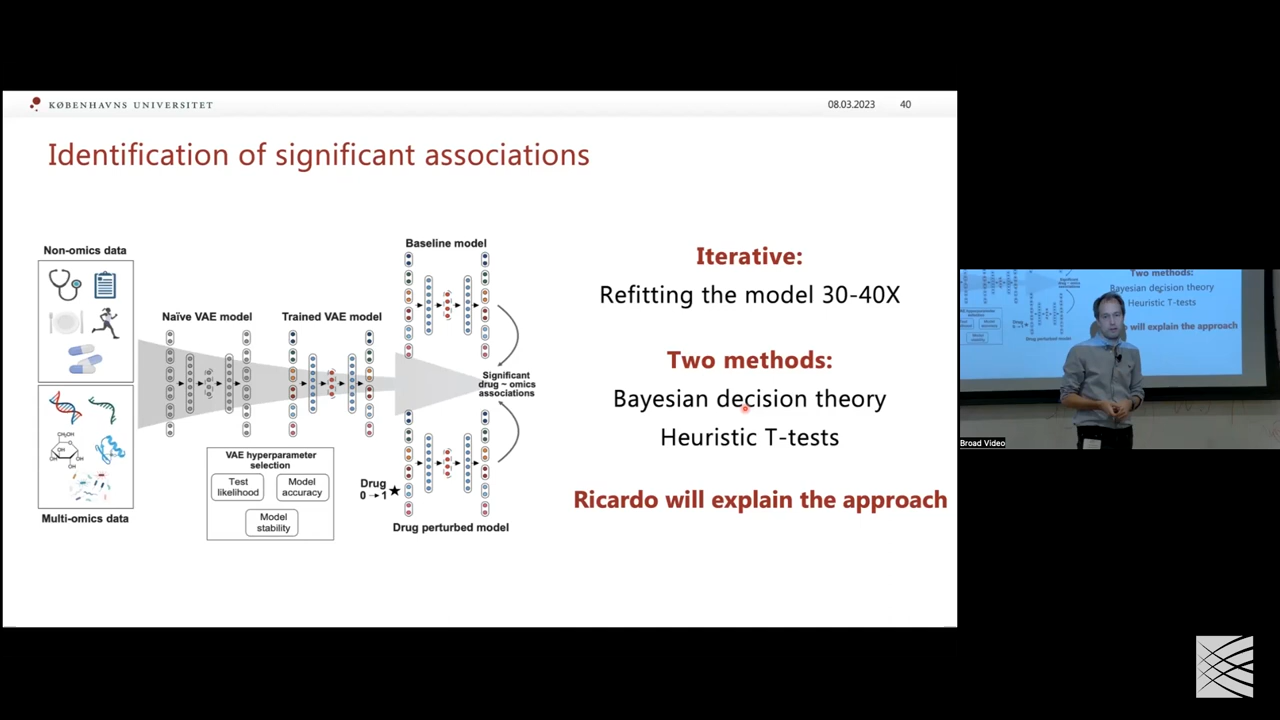 KØBENHAVNS UNIVERSITET
08.03.2023
40
Identification of significant associations
Non-omics data
Multi-omics data
Naïve VAE model
Trained VAE model
VAE hyperparameter
selection
Test
likelihood
Model
accuracy
Model
stability
Baseline model
Significant
drug ~ omics
associations
Drug
0 → 1
Drug perturbed model
Iterative:
Refitting the model 30-40X
Two methods:
Bayesian decision theory
Heuristic T-tests
Ricardo will explain the approach
Two methods:
Bayesian decision theory
Heuristic T-tests
will explain the approach
Drug perturbed model
Broad Video